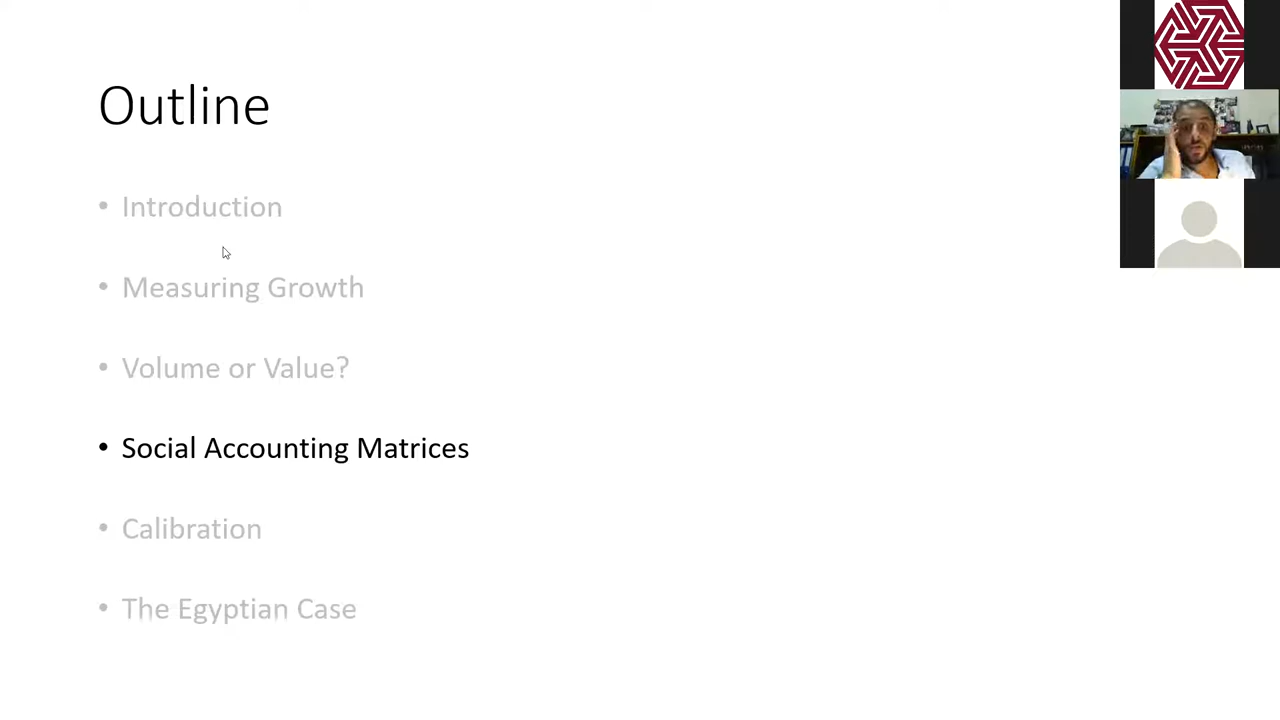 Outline
• Introduction
• Measuring Growth
• Volume or Value?
• Social Accounting Matrices
• Calibration
• The Egyptian Case